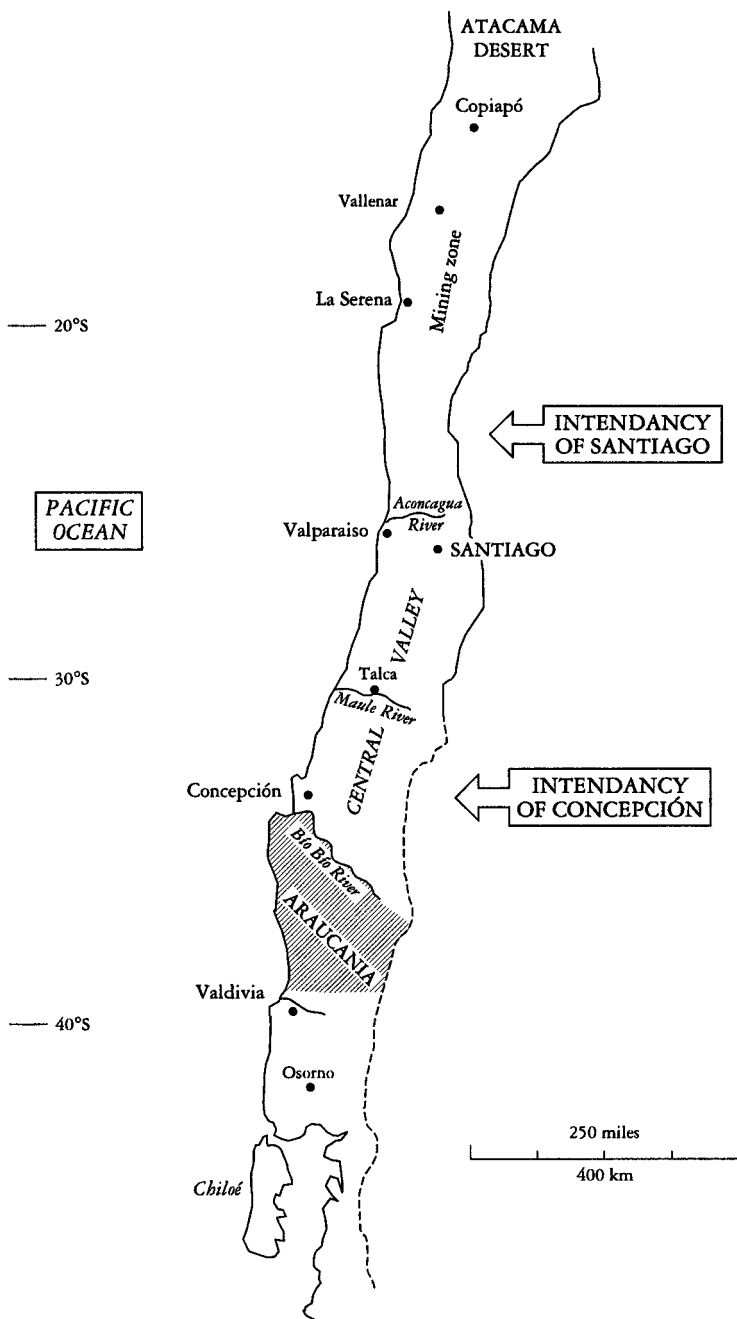 ATACAMA
DESERT
Copiapó
Vallenar
Mining zone
La Serena
20°S
INTENDANCY
OF SANTIAGO
PACIFIC
OCEAN
Aconcagua
River
Valparaiso
SANTIAGO
CENTRAL VALLEY
30°S
Talca
Maule River
Concepción
INTENDANCY
OF CONCEPCIÓN
Bío Bío River
ARAUCANIA
Valdivia
40°S
Osorno
250 miles
400 km
Chiloé